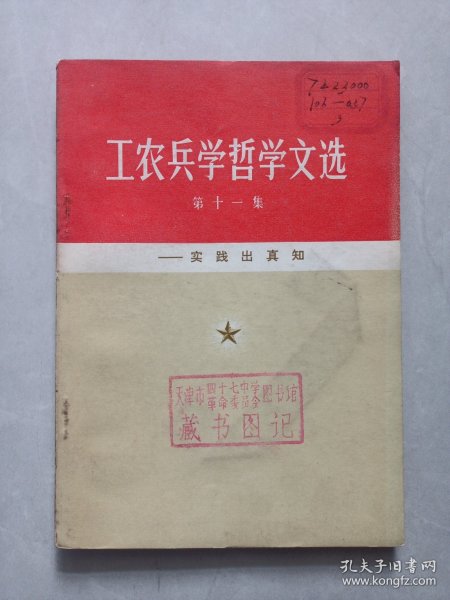 工农兵学哲学文选
第十一集
——实践出真知
天津市四十七中学革命委员会图书馆
藏书图记
孔夫子旧书网
www.kongfz.com